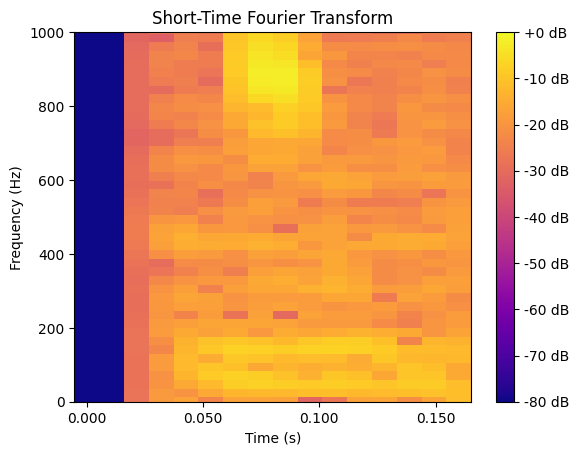 Short-Time Fourier Transform
Frequency (Hz)
1000
800
600
400
200
0
0.000
0.050
0.100
0.150
Time (s)
+0 dB
-10 dB
-20 dB
-30 dB
-40 dB
-50 dB
-60 dB
-70 dB
-80 dB